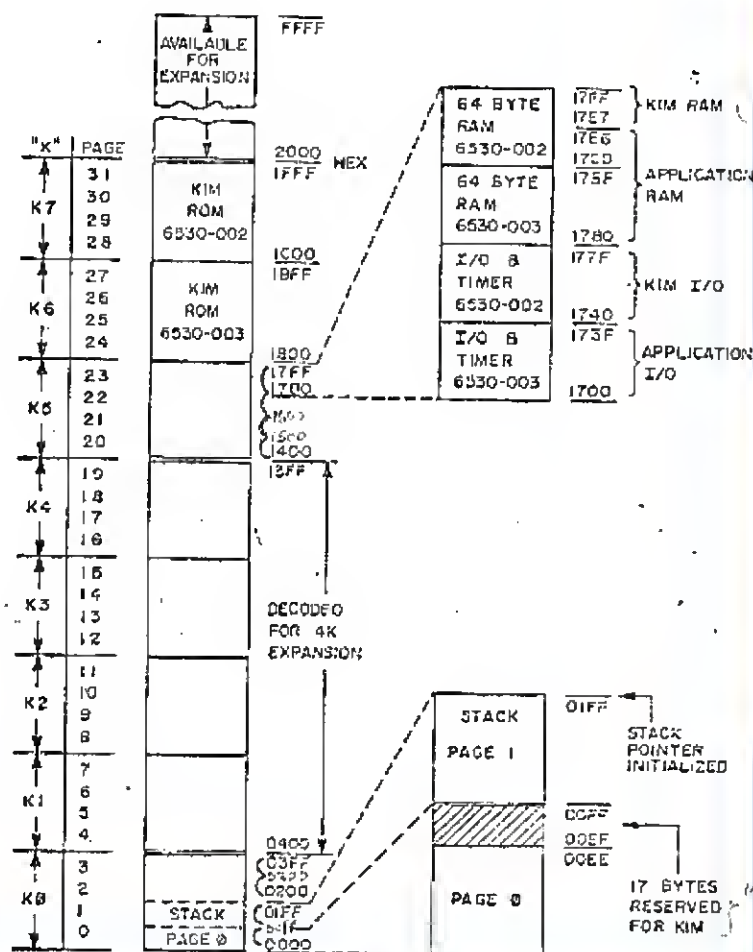 FFFF
AVAILABLE
FOR
EXPANSION
"K" PAGE
2000 HEX
1FFF
K7
31
30
29
28
KIM
ROM
6530-002
1C00
1BFF
K6
27
26
25
24
KIM
ROM
6530-003
1800
17FF
1700
K5
23
22
21
20
1400
13FF
K4
19
18
17
16
K3
15
14
13
12
DECODED
FOR 4K
EXPANSION
K2
11
10
9
8
K1
7
6
5
4
0400
03FF
0200
K0
3
2
1
0
STACK
PAGE 0
01FF
0000
64 BYTE
RAM
6530-002
17FF
17E7
KIM RAM
17E6
64 BYTE
RAM
6530-003
1780
APPLICATION
RAM
I/O &
TIMER
6530-002
177F
1740
KIM I/O
I/O &
TIMER
6530-003
173F
1700
APPLICATION
I/O
STACK
PAGE 1
01FF
STACK
POINTER
INITIALIZED
00FF
00EF
00EE
PAGE 0
17 BYTES
RESERVED
FOR KIM